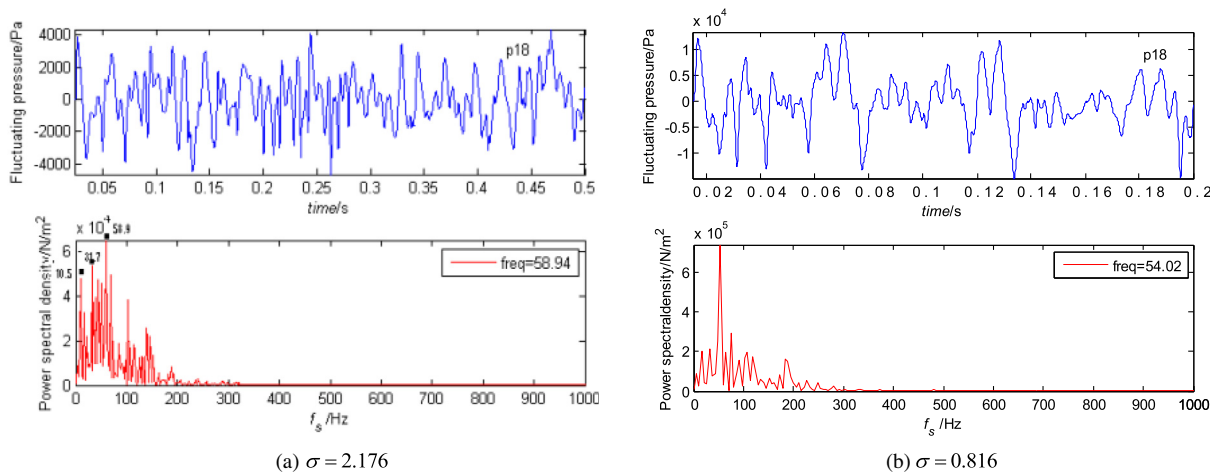 Fluctuating pressure/Pa
4000
2000
0
-2000
-4000
p18
0.05 0.1 0.15 0.2 0.25 0.3 0.35 0.4 0.45 0.5
time/s
x 10^4
Power spectral density/N/m²
6
4
2
0
10.5
58.9
freq=58.94
0 100 200 300 400 500 600 700 800 900 1000
f_s /Hz
(a) σ = 2.176
x 10^4
Fluctuating pressure/Pa
1
0.5
0
-0.5
-1
p18
0.02 0.04 0.06 0.08 0.1 0.12 0.14 0.16 0.18 0.2
time/s
x 10^5
Power spectraldensity/N/m²
6
4
2
0
freq=54.02
0 100 200 300 400 500 600 700 800 900 1000
f_s /Hz
(b) σ = 0.816